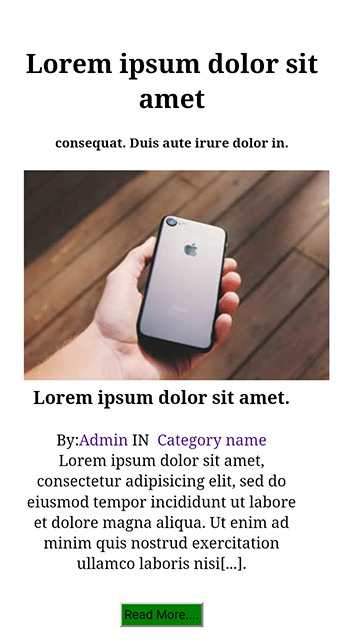 Lorem ipsum dolor sit
amet
consequat. Duis aute irure dolor in.
Lorem ipsum dolor sit amet.
By:Admin IN Category name
Lorem ipsum dolor sit amet,
consectetur adipisicing elit, sed do
eiusmod tempor incididunt ut labore
et dolore magna aliqua. Ut enim ad
minim quis nostrud exercitation
ullamco laboris nisi[...].
Read More....